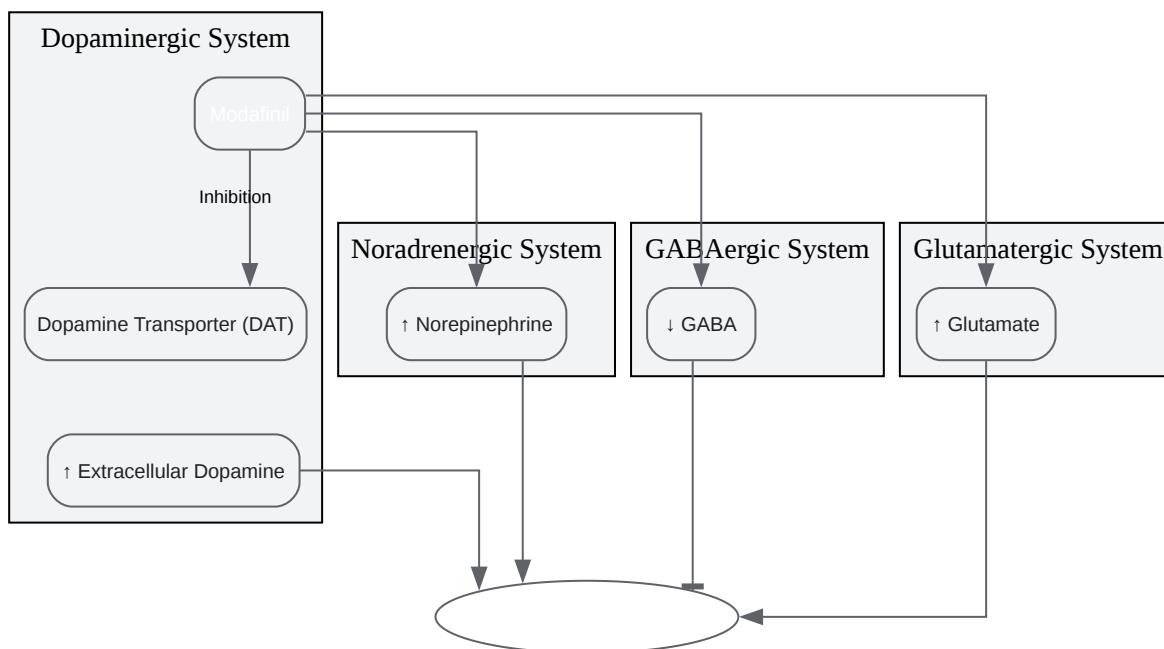 Dopaminergic System
Modafinil
Inhibition
Noradrenergic System
GABAergic System
Glutamatergic System
Dopamine Transporter (DAT)
↑ Norepinephrine
↓ GABA
↑ Glutamate
↑ Extracellular Dopamine